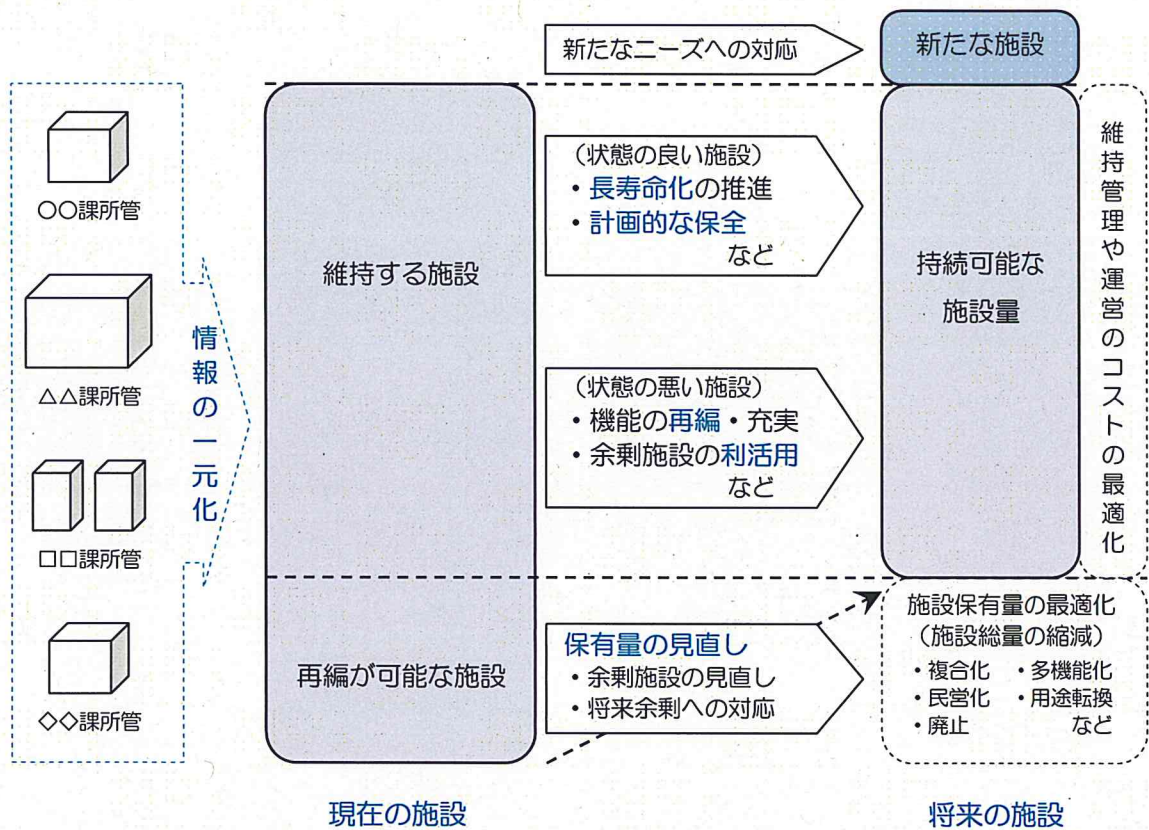 ○○課所管
△△課所管
□□課所管
◇◇課所管
情報の一元化
維持する施設
再編が可能な施設
現在の施設
新たなニーズへの対応
（状態の良い施設）
・長寿命化の推進
・計画的な保全
など
（状態の悪い施設）
・機能の再編・充実
・余剰施設の利活用
など
保有量の見直し
・余剰施設の見直し
・将来余剰への対応
新たな施設
持続可能な
施設量
維持管理や運営のコストの最適化
施設保有量の最適化
（施設総量の縮減）
・複合化 ・多機能化
・民営化 ・用途転換
・廃止 など
将来の施設